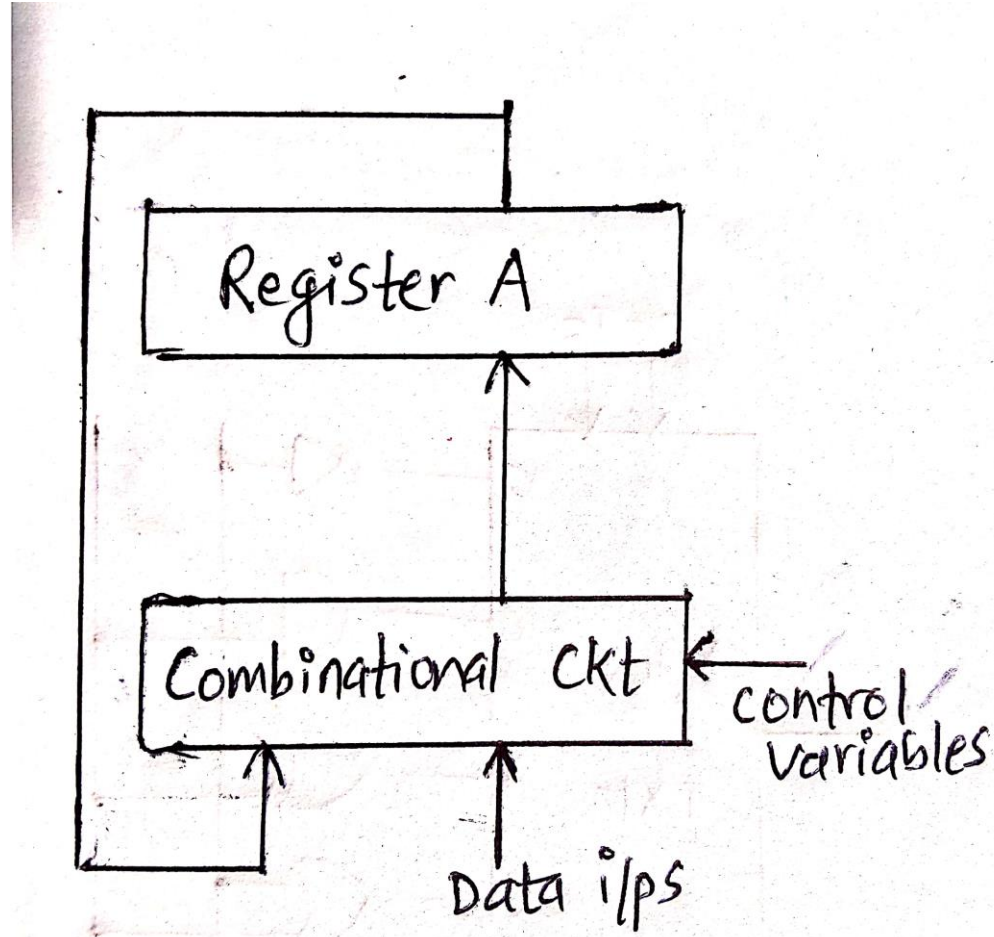 Register A
Combinational Ckt
control
variables
Data i/ps